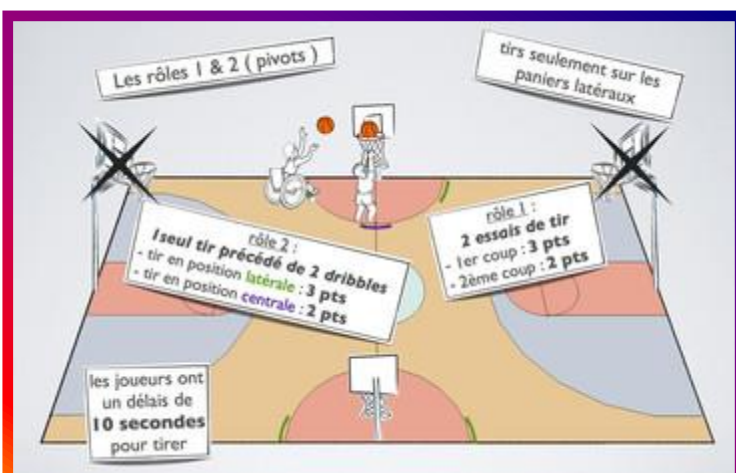 Les rôles 1 & 2 ( pivots )
tirs seulement sur les
paniers latéraux
rôle 2 :
1seul tir précédé de 2 dribbles
- tir en position latérale : 3 pts
- tir en position centrale : 2 pts
rôle 1 :
2 essais de tir
- 1er coup : 3 pts
- 2ème coup : 2 pts
les joueurs ont
un délais de
10 secondes
pour tirer